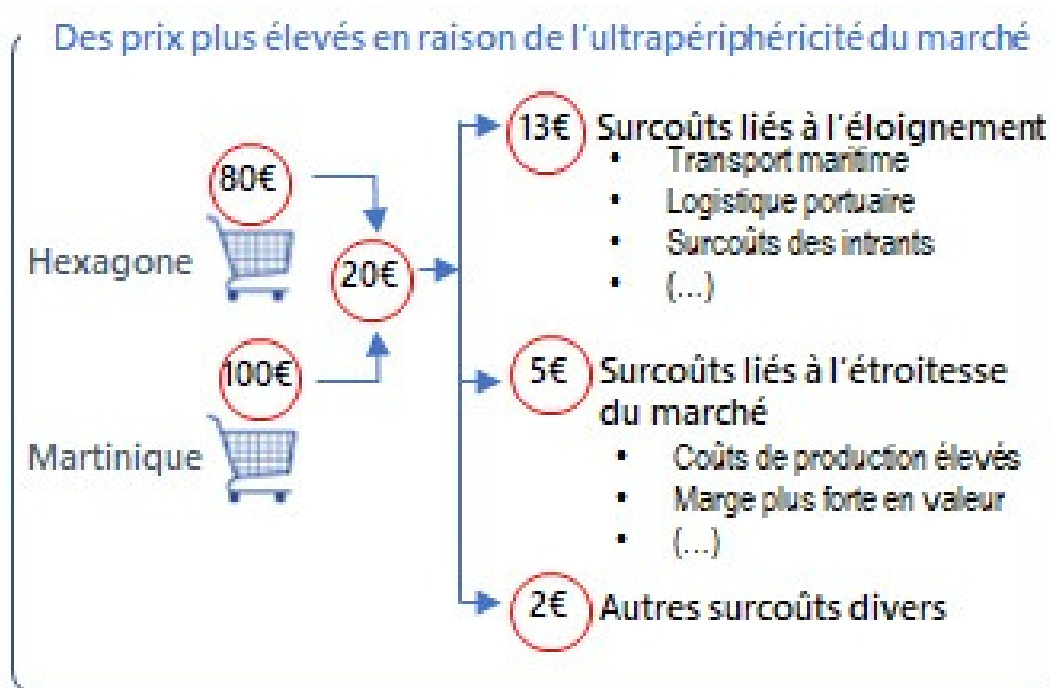 Des prix plus élevés en raison de l'ultrapériphéricité du marché
80€
Hexagone
100€
Martinique
20€
13€ Surcoûts liés à l'éloignement
• Transport maritime
• Logistique portuaire
• Surcoûts des intrants
• (...)
5€ Surcoûts liés à l'étroitesse
du marché
• Coûts de production élevés
• Marge plus forte en valeur
• (...)
2€ Autres surcoûts divers